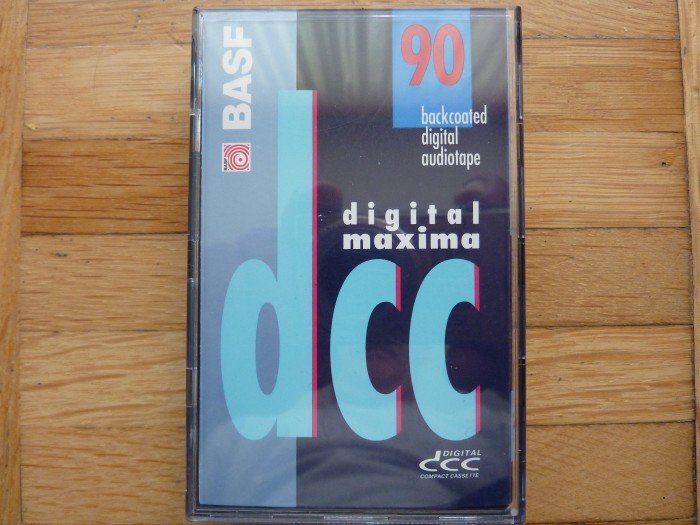 BASF
90
backcoated
digital
audiotape
digital
maxima
dcc
DIGITAL
dcc
COMPACT CASSETTE